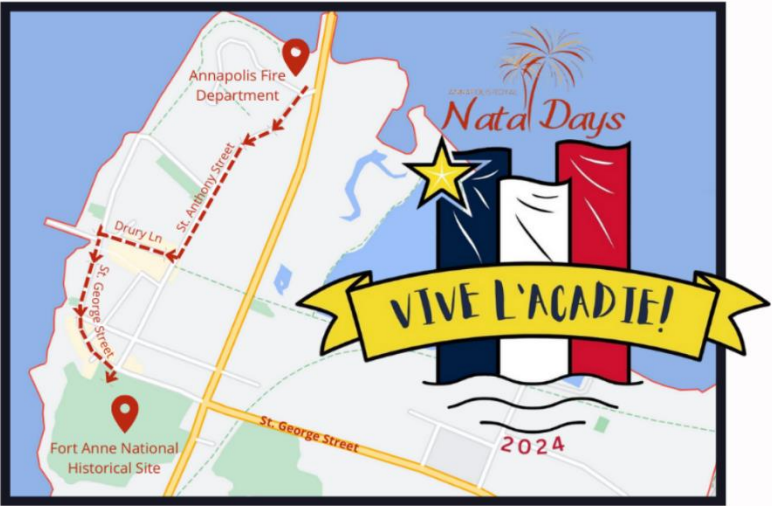 Annapolis Fire
Department
St. Anthony Street
Drury Ln
St. George Street
Fort Anne National
Historical Site
St. George Street
Natal Days
VIVE L'ACADIE!
2024